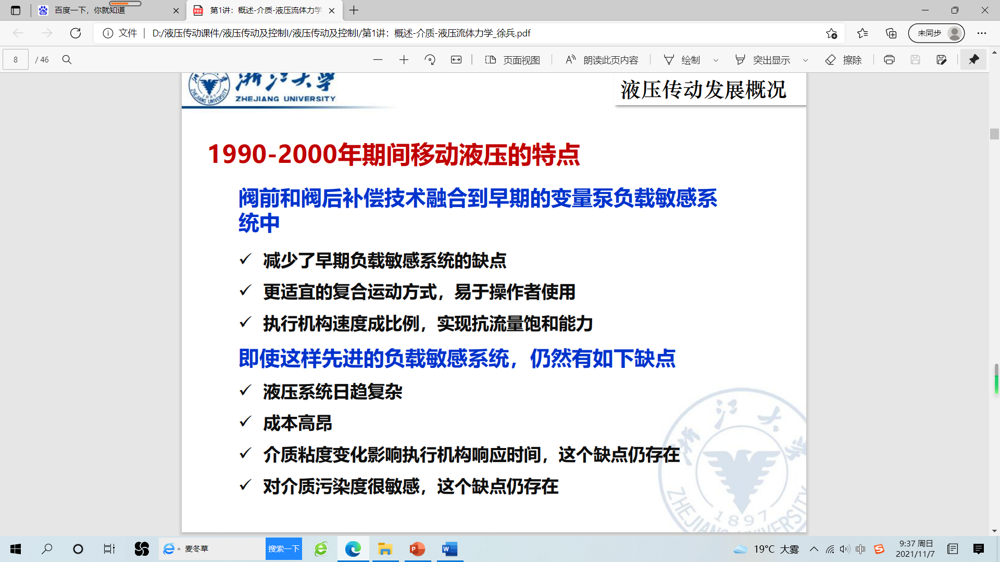 百度一下，你就知道
第1讲：概述-介质-液压流体力学
文件
D:/液压传动课件/液压传动及控制I/液压传动及控制I/第1讲：概述-介质-液压流体力学_徐兵.pdf
未同步
8 / 46
页面视图
朗读此页内容
绘制
突出显示
擦除
浙江大学
ZHEJIANG UNIVERSITY
液压传动发展概况
1990-2000年期间移动液压的特点
阀前和阀后补偿技术融合到早期的变量泵负载敏感系
统中
✓ 减少了早期负载敏感系统的缺点
✓ 更适宜的复合运动方式，易于操作者使用
✓ 执行机构速度成比例，实现抗流量饱和能力
即使这样先进的负载敏感系统，仍然有如下缺点
✓ 液压系统日趋复杂
✓ 成本高昂
✓ 介质粘度变化影响执行机构响应时间，这个缺点仍存在
✓ 对介质污染度很敏感，这个缺点仍存在
浙江大学
ZHEJIANG UNIVERSITY
1897
麦冬草
搜索一下
19°C 大雾
中
9:37 周日
2021/11/7